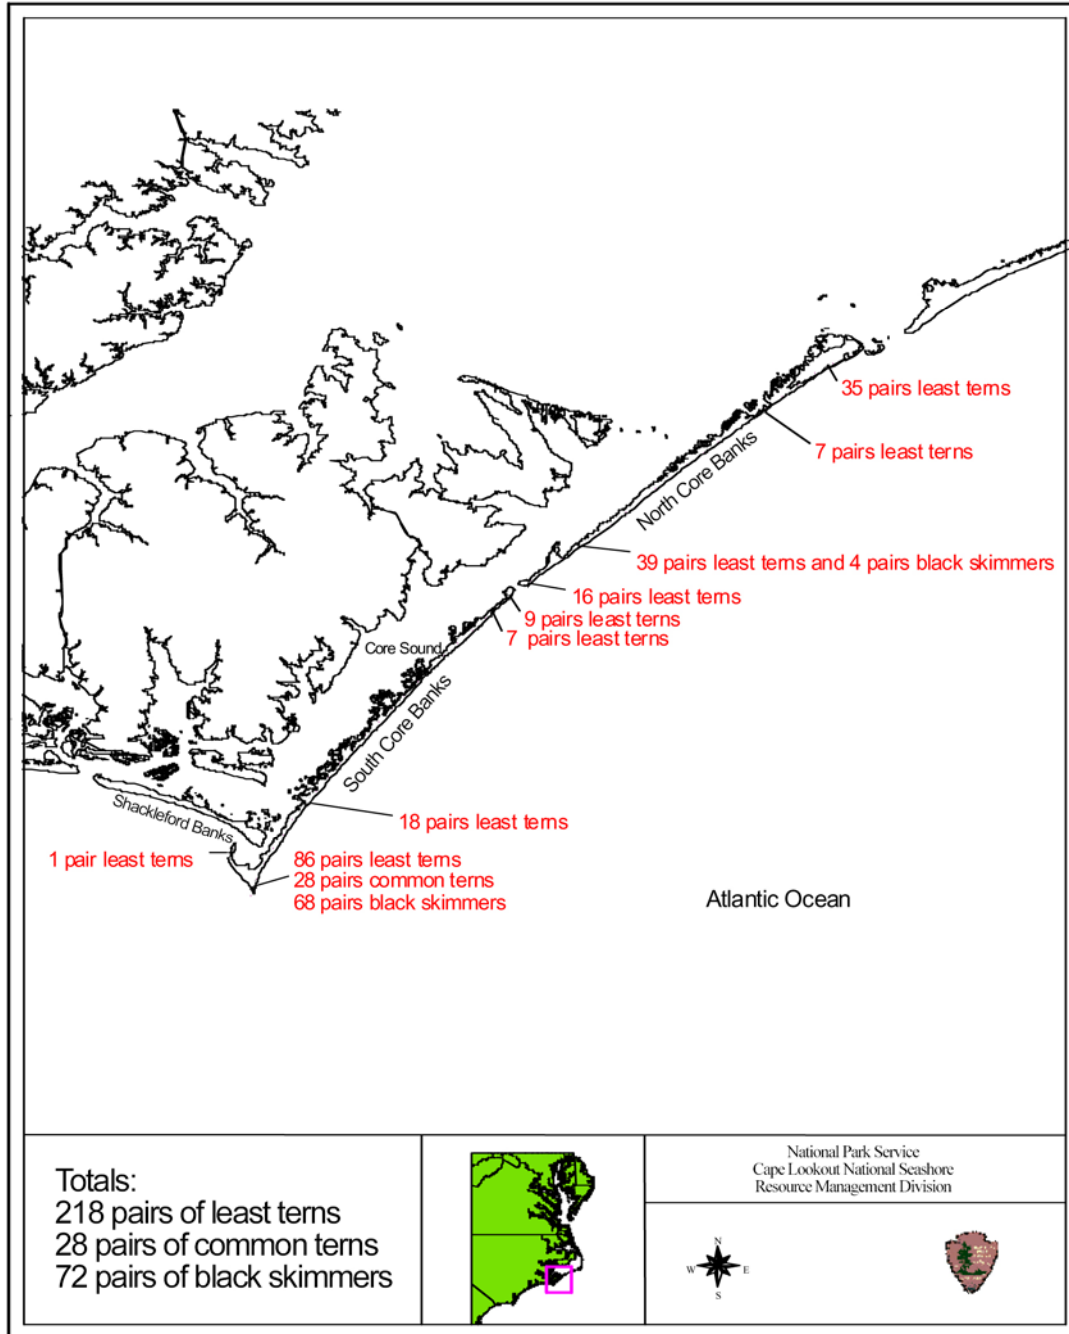 35 pairs least terns
7 pairs least terns
North Core Banks
39 pairs least terns and 4 pairs black skimmers
16 pairs least terns
9 pairs least terns
7 pairs least terns
Core Sound
South Core Banks
18 pairs least terns
Shackleford Banks
1 pair least terns
86 pairs least terns
28 pairs common terns
68 pairs black skimmers
Atlantic Ocean
Totals:
218 pairs of least terns
28 pairs of common terns
72 pairs of black skimmers
National Park Service
Cape Lookout National Seashore
Resource Management Division
N
W E
S